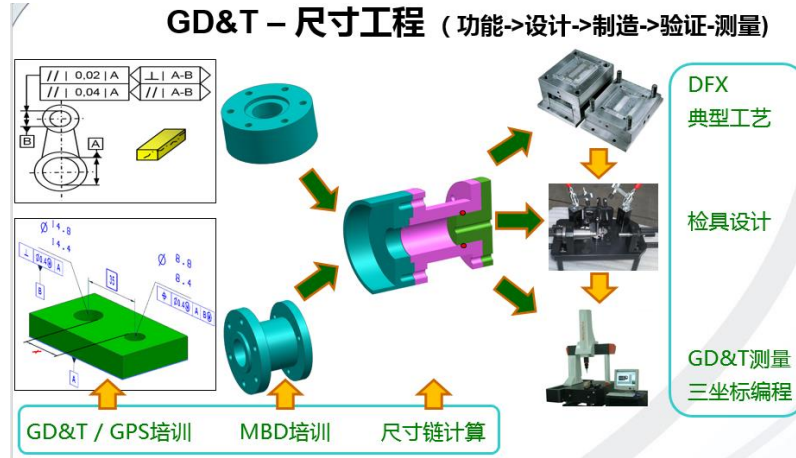 GD&T – 尺寸工程 (功能->设计->制造->验证-测量)
// | 0,02 | A
⊥ | A-B
// | 0,04 | A
// | A-B
A
B
DFX
典型工艺
检具设计
GD&T测量
三坐标编程
Ø 14.8
14.4
Ø 8.8
8.4
B
A
GD&T / GPS培训
MBD培训
尺寸链计算